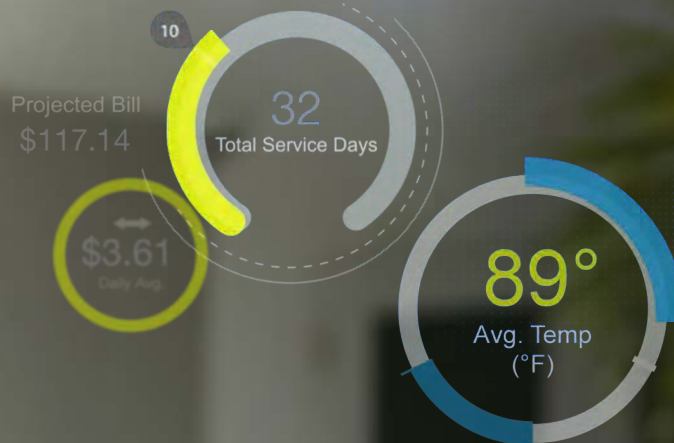 10
32
Total Service Days
Projected Bill
$117.14
$3.61
Daily Avg.
89°
Avg. Temp
(°F)